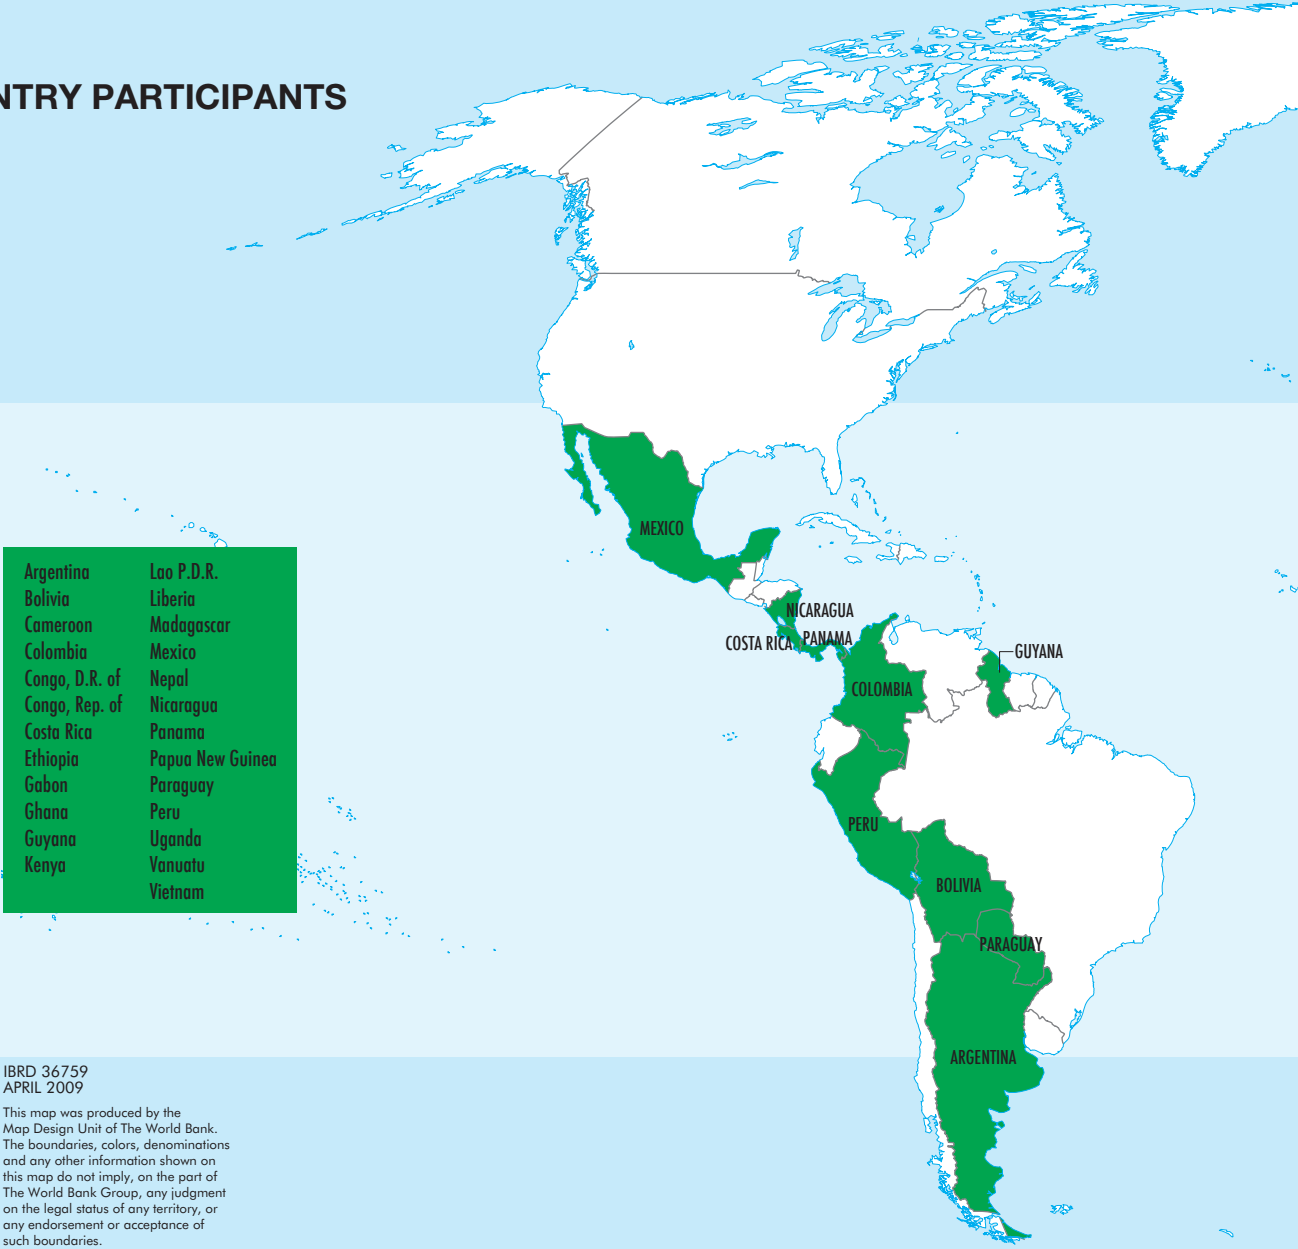 NTRY PARTICIPANTS
MEXICO
NICARAGUA
COSTA RICA
PANAMA
GUYANA
COLOMBIA
PERU
BOLIVIA
PARAGUAY
ARGENTINA
Argentina
Bolivia
Cameroon
Colombia
Congo, D.R. of
Congo, Rep. of
Costa Rica
Ethiopia
Gabon
Ghana
Guyana
Kenya
Lao P.D.R.
Liberia
Madagascar
Mexico
Nepal
Nicaragua
Panama
Papua New Guinea
Paraguay
Peru
Uganda
Vanuatu
Vietnam
IBRD 36759
APRIL 2009
This map was produced by the
Map Design Unit of The World Bank.
The boundaries, colors, denominations
and any other information shown on
this map do not imply, on the part of
The World Bank Group, any judgment
on the legal status of any territory, or
any endorsement or acceptance of
such boundaries.